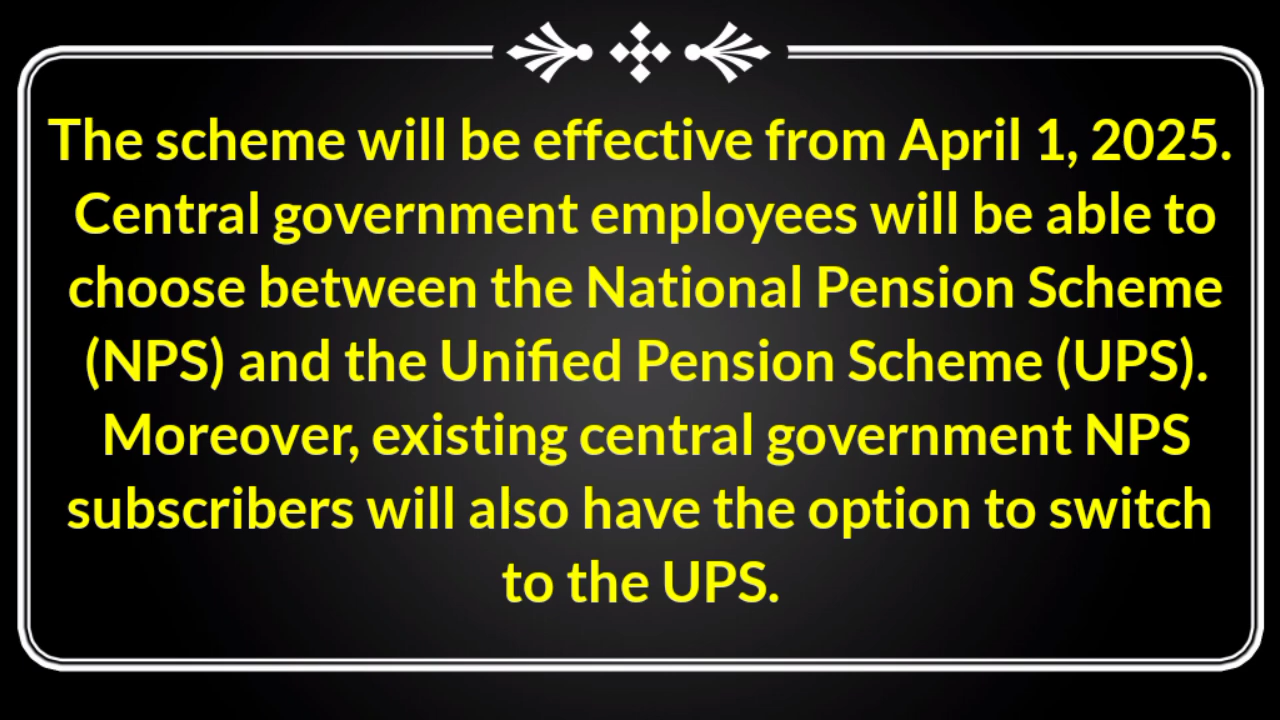 The scheme will be effective from April 1, 2025.
Central government employees will be able to
choose between the National Pension Scheme
(NPS) and the Unified Pension Scheme (UPS).
Moreover, existing central government NPS
subscribers will also have the option to switch
to the UPS.